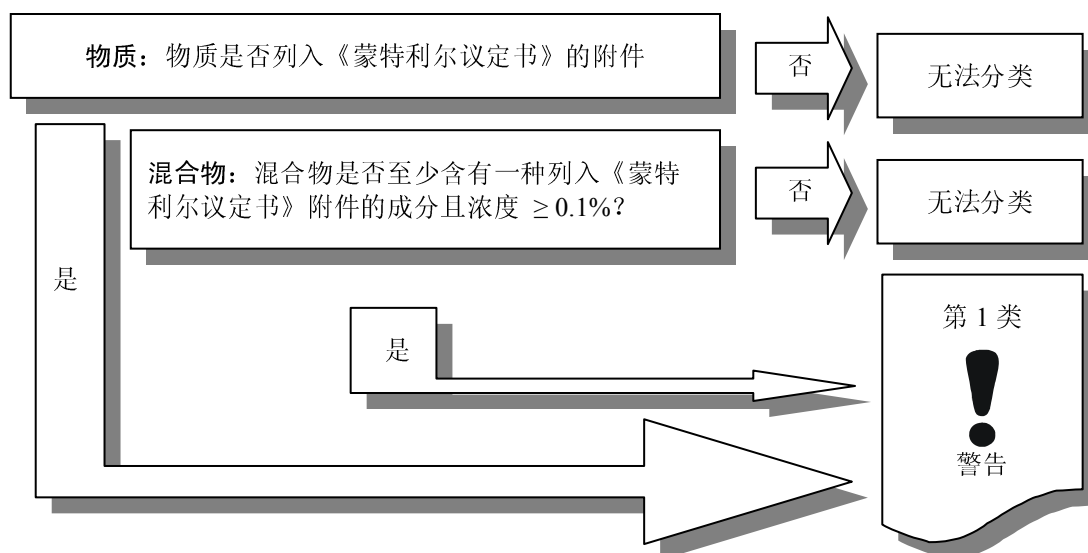 物质：物质是否列入《蒙特利尔议定书》的附件
否
无法分类
混合物：混合物是否至少含有一种列入《蒙特
利尔议定书》附件的成分且浓度 ≥ 0.1%？
否
无法分类
是
第 1 类
是
警告